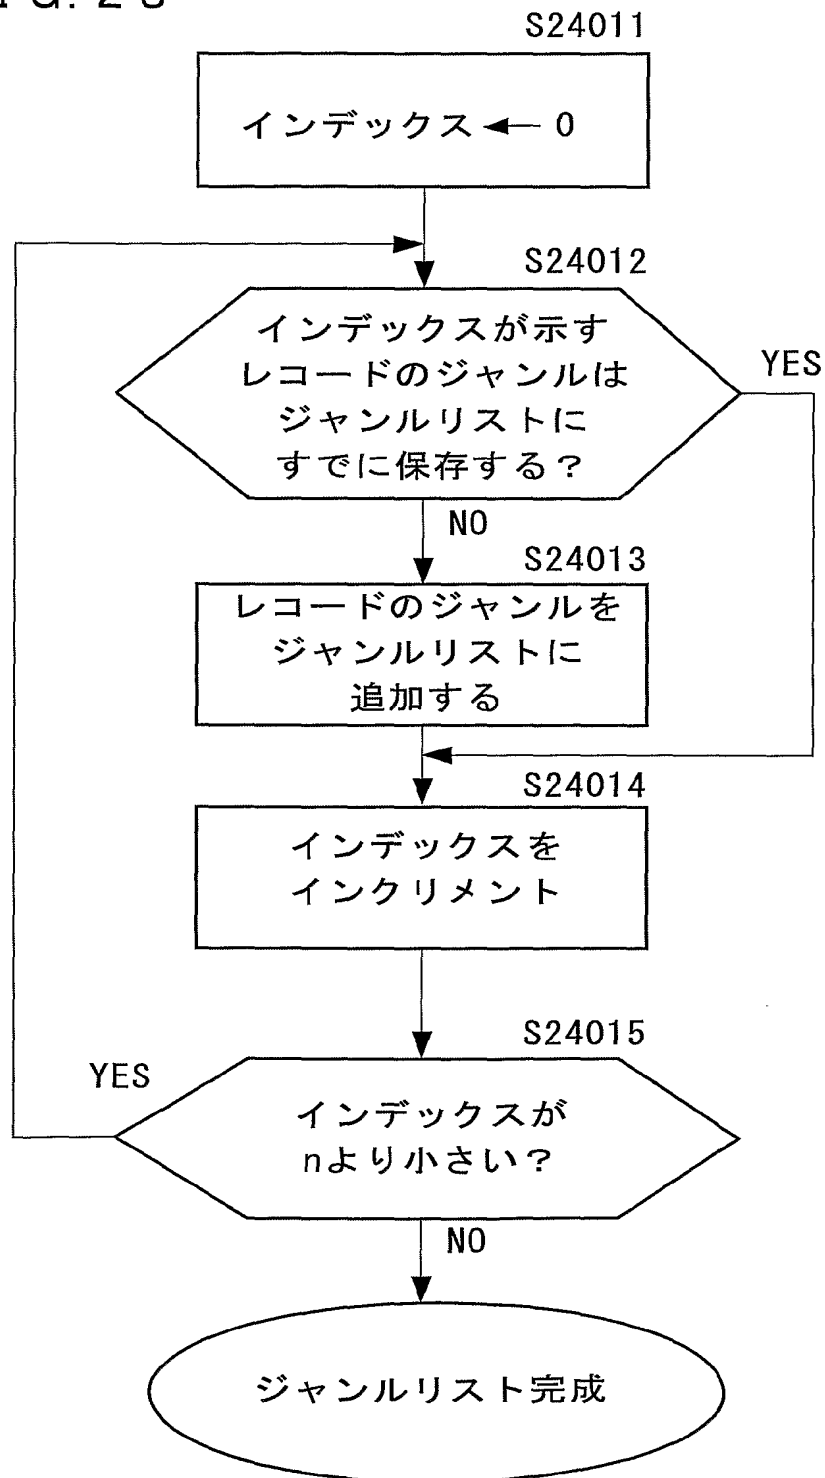 S24011
インデックス ← 0
S24012
インデックスが示す
レコードのジャンルは
ジャンルリストに
すでに保存する?
YES
NO
S24013
レコードのジャンルを
ジャンルリストに
追加する
S24014
インデックスを
インクリメント
S24015
YES
インデックスが
nより小さい?
NO
ジャンルリスト完成